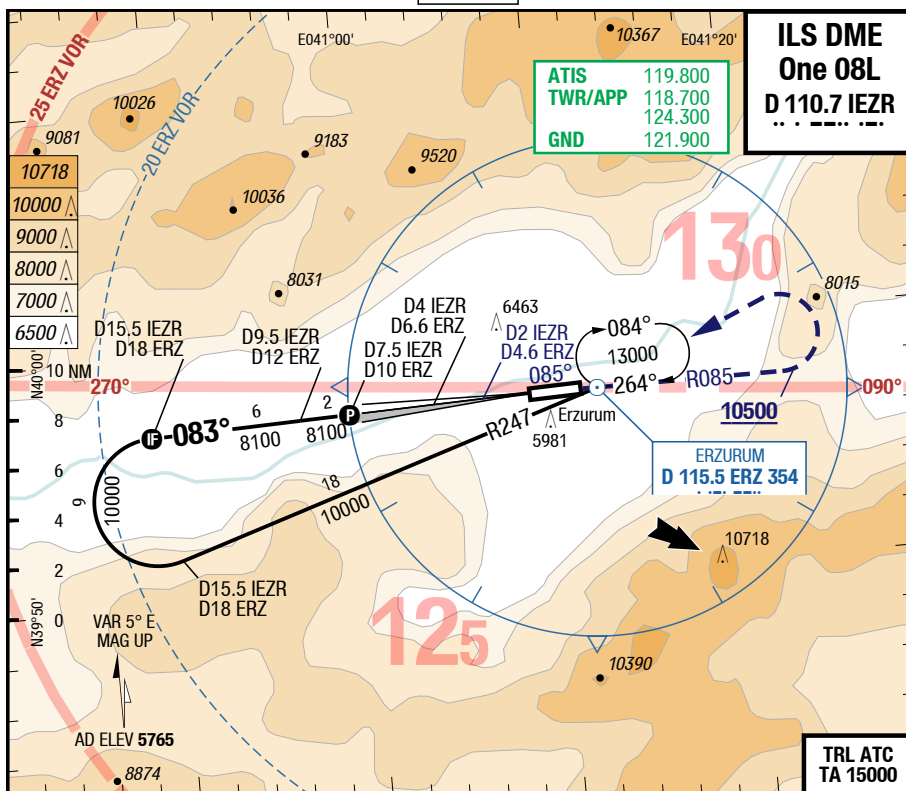 ILS DME
One 08L
D 110.7 IEZR
E041°00'
E041°20'
10367
ATIS 119.800
TWR/APP 118.700
124.300
GND 121.900
25 ERZ VOR
20 ERZ VOR
10026
9081
9183
9520
10036
10718
10000
9000
8000
7000
6500
8031
130
8015
D15.5 IEZR
D18 ERZ
D9.5 IEZR
D12 ERZ
D7.5 IEZR
D10 ERZ
D4 IEZR
D6.6 ERZ
6463
D2 IEZR
D4.6 ERZ
084°
13000
264°
085°
R085
10500
N40°00'
10 NM
270°
090°
8
6
4
2
0
IF
083°
6
8100
2
8100
P
Erzurum
5981
R247
18
10000
9
10000
ERZURUM
D 115.5 ERZ 354
10718
D15.5 IEZR
D18 ERZ
125
N39°50'
VAR 5° E
MAG UP
10390
AD ELEV 5765
8874
TRL ATC
TA 15000